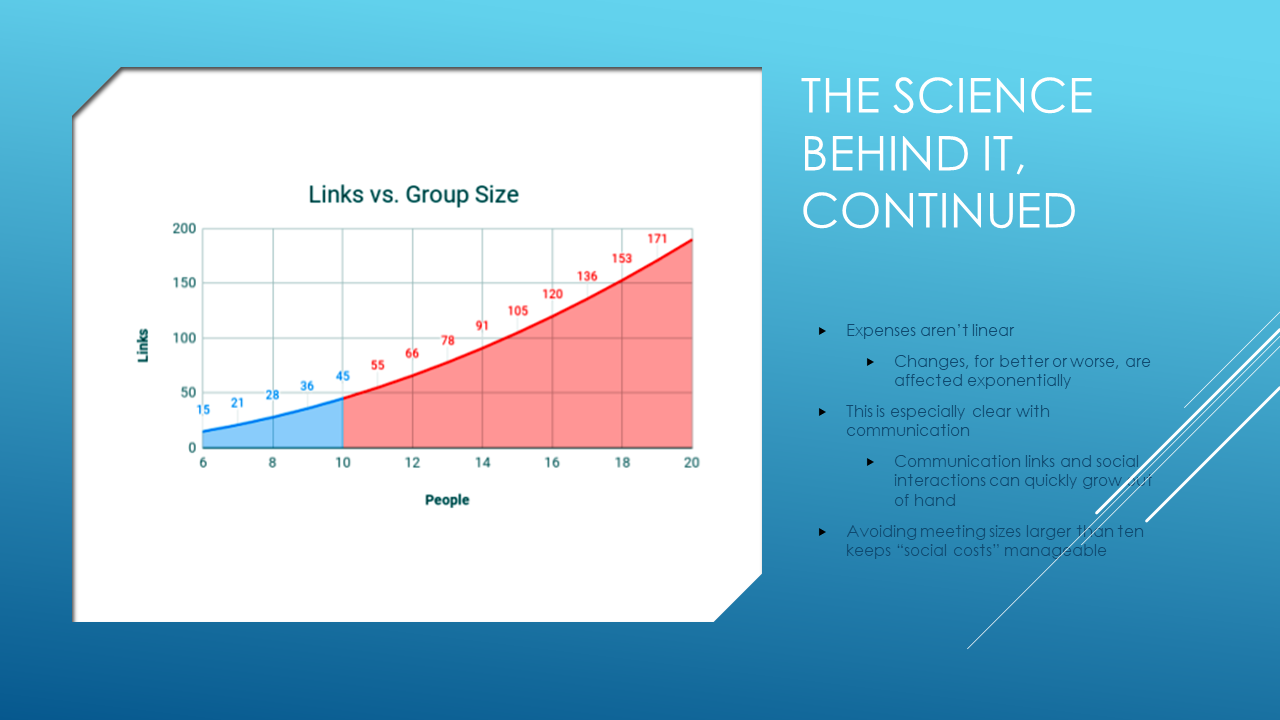 THE SCIENCE
BEHIND IT,
CONTINUED
Links vs. Group Size
200
150
100
50
0
Links
15
21
28
36
45
55
66
78
91
105
120
136
153
171
6
8
10
12
14
16
18
20
People
Expenses aren't linear
Changes, for better or worse, are
affected exponentially
This is especially clear with
communication
Communication links and social
interactions can quickly grow out
of hand
Avoiding meeting sizes larger than ten
keeps "social costs" manageable